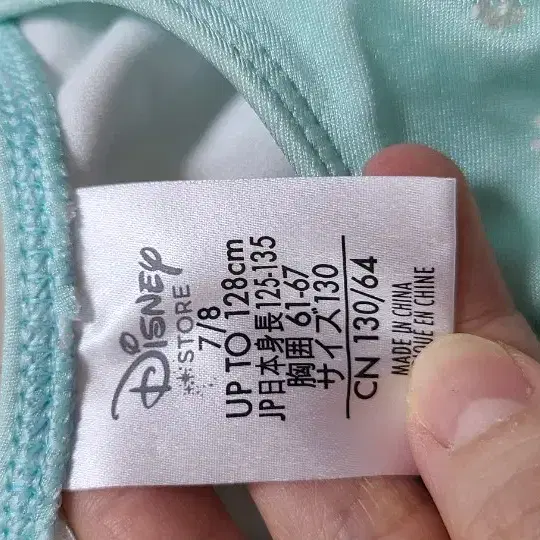 Disney
STORE
7/8
UP TO 128cm
JP日本身長125-135
胸囲 61-67
サイズ130
CN 130/64
MADE IN CHINA
EN CHINE